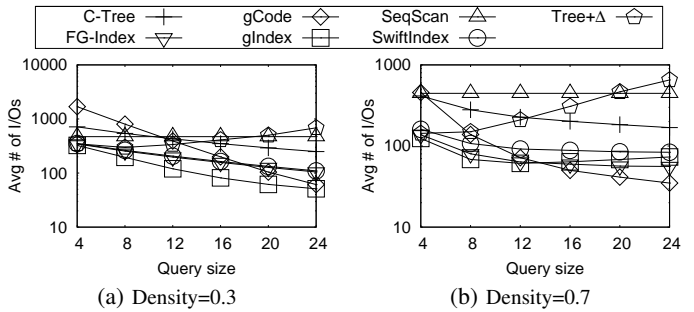 C-Tree gCode SeqScan Tree+Δ
FG-Index gIndex SwiftIndex
Avg # of I/Os
10000
1000
100
10
4 8 12 16 20 24
Query size
(a) Density=0.3
Avg # of I/Os
1000
100
10
4 8 12 16 20 24
Query size
(b) Density=0.7